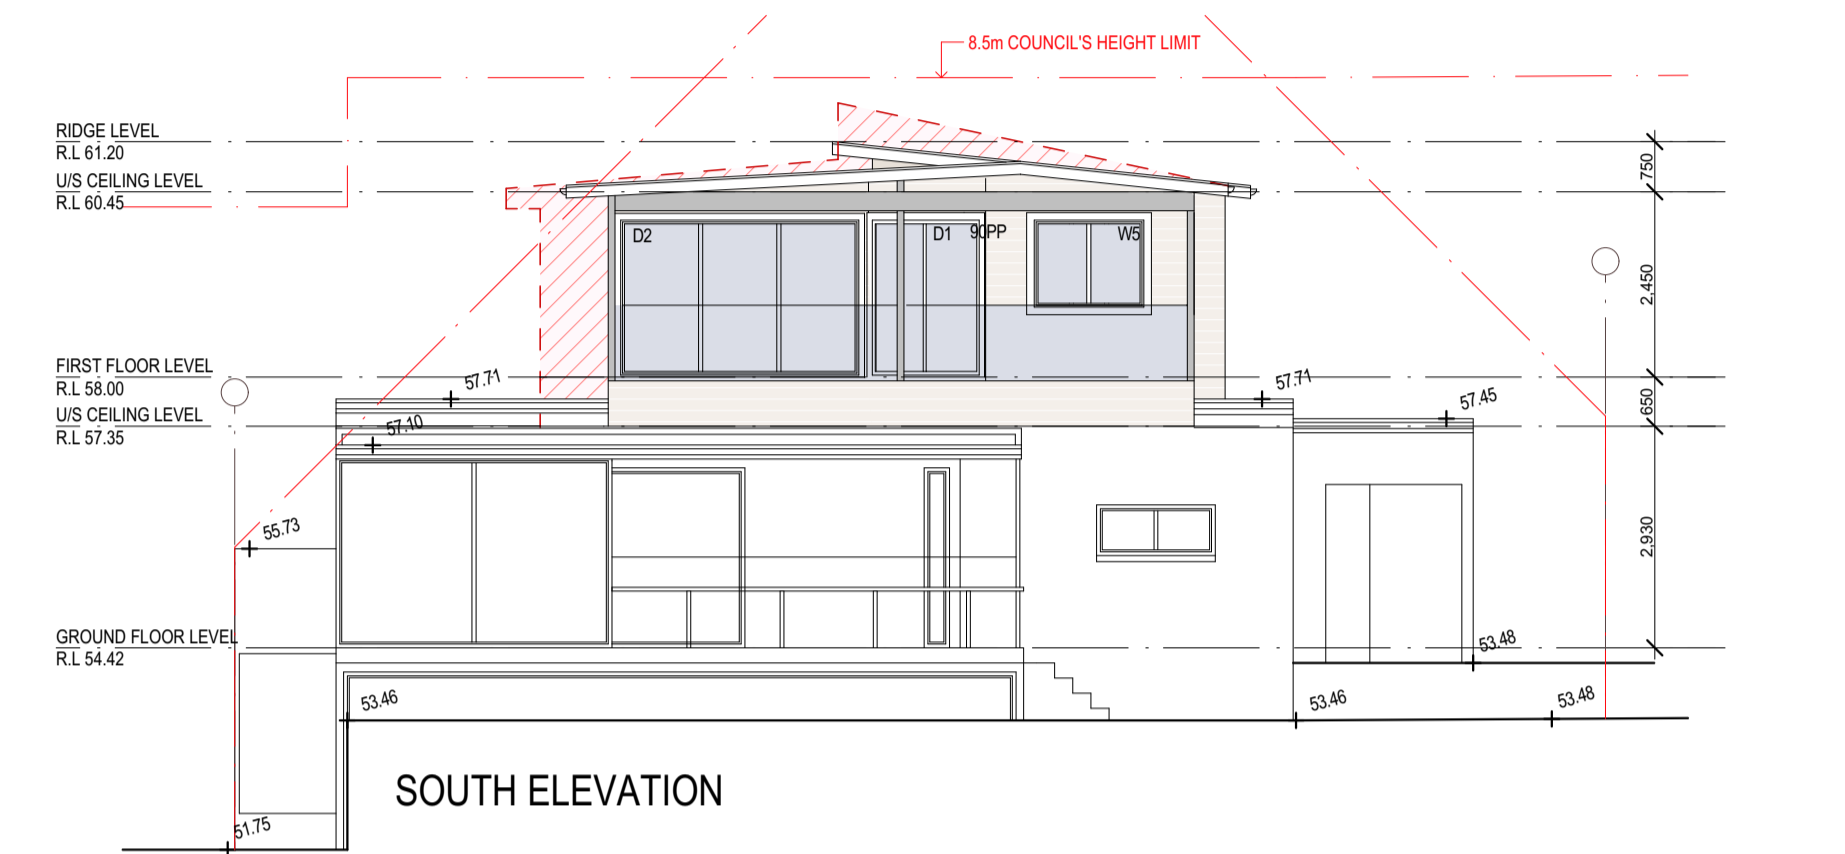 8.5m COUNCIL'S HEIGHT LIMIT
RIDGE LEVEL
R.L 61.20
U/S CEILING LEVEL
R.L 60.45
750
D2
D1
90PP
W5
2,450
FIRST FLOOR LEVEL
R.L 58.00
57.71
57.71
57.45
650
U/S CEILING LEVEL
R.L 57.35
57.10
55.73
2,930
GROUND FLOOR LEVEL
R.L 54.42
53.48
53.46
53.46
53.48
SOUTH ELEVATION
51.75